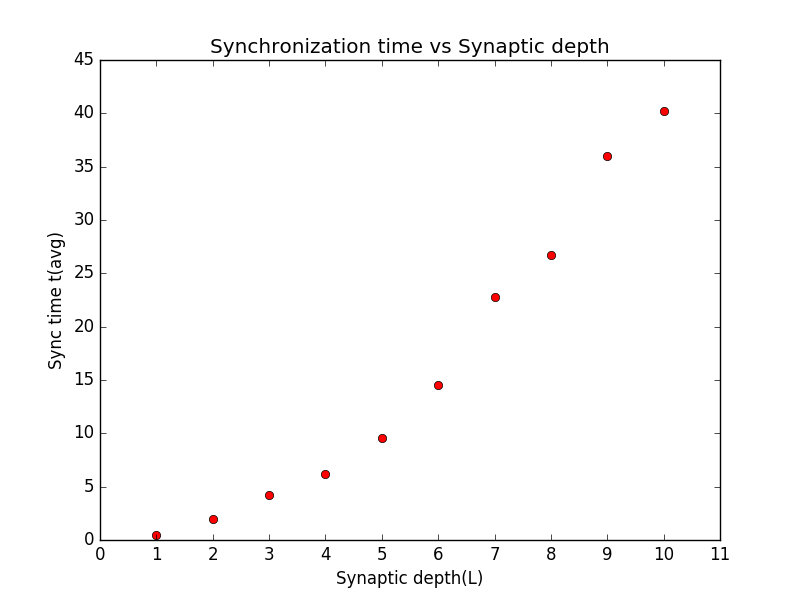 Synchronization time vs Synaptic depth
45
40
35
30
25
20
15
10
5
0
Sync time t(avg)
0 1 2 3 4 5 6 7 8 9 10 11
Synaptic depth(L)